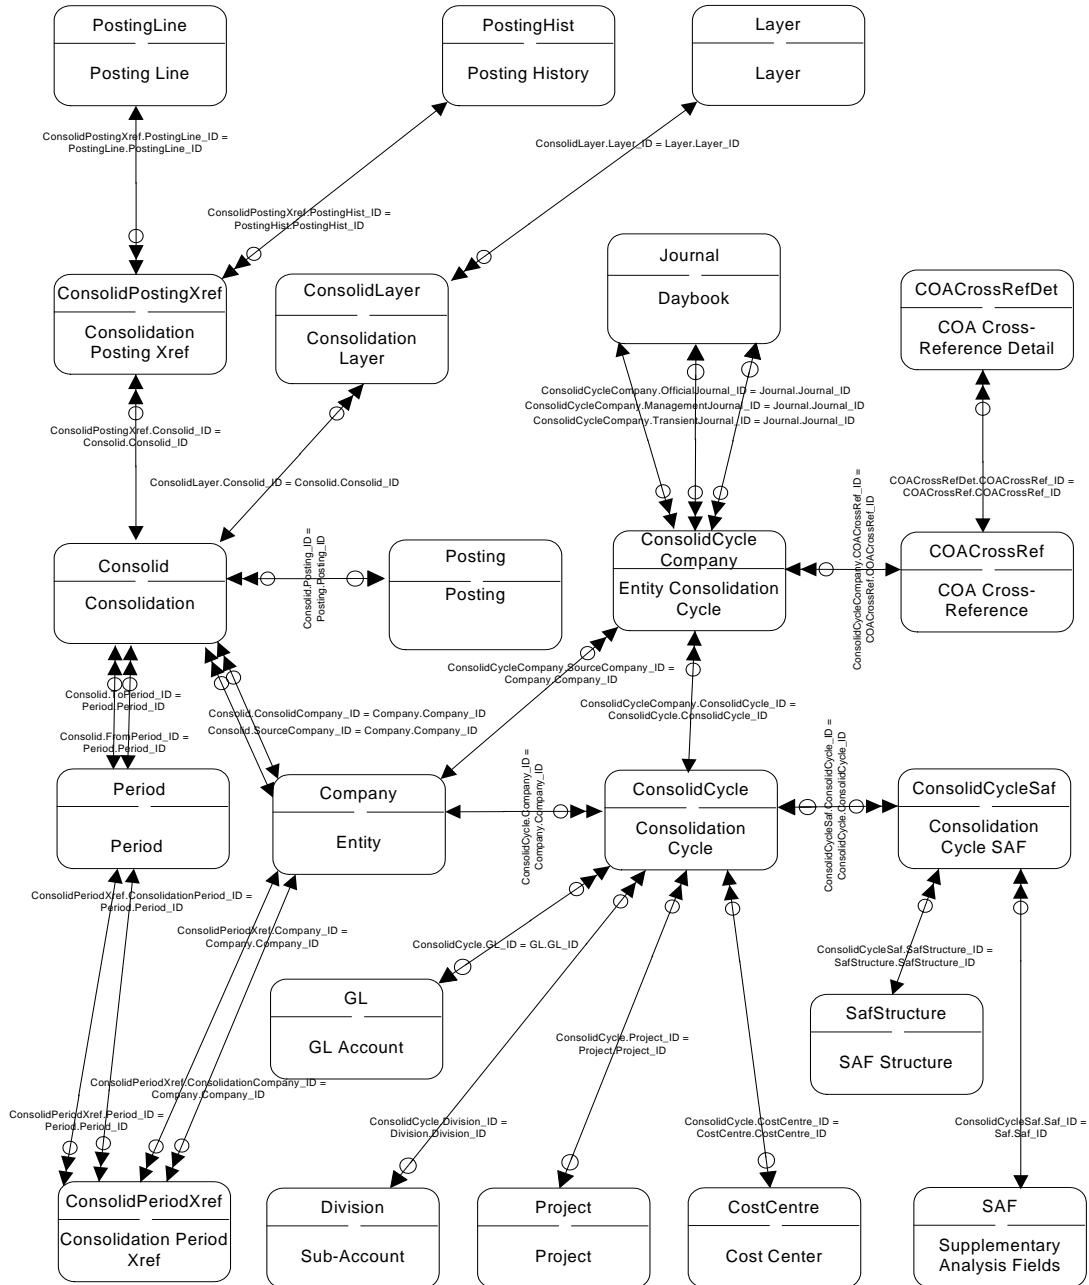 PostingLine
Posting Line
PostingHist
Posting History
Layer
Layer
ConsolidPostingXref.PostingLine_ID =
PostingLine.PostingLine_ID
ConsolidLayer.Layer_ID = Layer.Layer_ID
ConsolidPostingXref.PostingHist_ID =
PostingHist.PostingHist_ID
ConsolidPostingXref
Consolidation
Posting Xref
ConsolidLayer
Consolidation
Layer
Journal
Daybook
COACrossRefDet
COA Cross-
Reference Detail
ConsolidCycleCompany.OfficialJournal_ID = Journal.Journal_ID
ConsolidCycleCompany.ManagementJournal_ID = Journal.Journal_ID
ConsolidCycleCompany.TransientJournal_ID = Journal.Journal_ID
ConsolidPostingXref.Consolid_ID =
Consolid.Consolid_ID
ConsolidLayer.Consolid_ID = Consolid.Consolid_ID
COACrossRefDet.COACrossRef_ID =
COACrossRef.COACrossRef_ID
Consolid
Consolidation
Consolid.Posting_ID =
Posting.Posting_ID
Posting
Posting
ConsolidCycle
Company
Entity Consolidation
Cycle
ConsolidCycleCompany.COACrossRef_ID =
COACrossRef.COACrossRef_ID
COACrossRef
COA Cross-
Reference
ConsolidCycleCompany.SourceCompany_ID =
Company.Company_ID
Consolid.ToPeriod_ID =
Period.Period_ID
Consolid.FromPeriod_ID =
Period.Period_ID
Consolid.ConsolidCompany_ID = Company.Company_ID
Consolid.SourceCompany_ID = Company.Company_ID
ConsolidCycleCompany.ConsolidCycle_ID =
ConsolidCycle.ConsolidCycle_ID
Period
Period
Company
Entity
ConsolidCycle.Company_ID =
Company.Company_ID
ConsolidCycle
Consolidation
Cycle
ConsolidCycleSaf.ConsolidCycle_ID =
ConsolidCycle.ConsolidCycle_ID
ConsolidCycleSaf
Consolidation
Cycle SAF
ConsolidPeriodXref.ConsolidationPeriod_ID =
Period.Period_ID
ConsolidPeriodXref.Company_ID =
Company.Company_ID
ConsolidCycle.GL_ID = GL.GL_ID
ConsolidCycleSaf.SafStructure_ID =
SafStructure.SafStructure_ID
GL
GL Account
SafStructure
SAF Structure
ConsolidCycle.Project_ID =
Project.Project_ID
ConsolidPeriodXref.ConsolidationCompany_ID =
Company.Company_ID
ConsolidPeriodXref.Period_ID =
Period.Period_ID
ConsolidCycle.Division_ID =
Division.Division_ID
ConsolidCycle.CostCentre_ID =
CostCentre.CostCentre_ID
ConsolidCycleSaf.Saf_ID =
Saf.Saf_ID
ConsolidPeriodXref
Consolidation Period
Xref
Division
Sub-Account
Project
Project
CostCentre
Cost Center
SAF
Supplementary
Analysis Fields